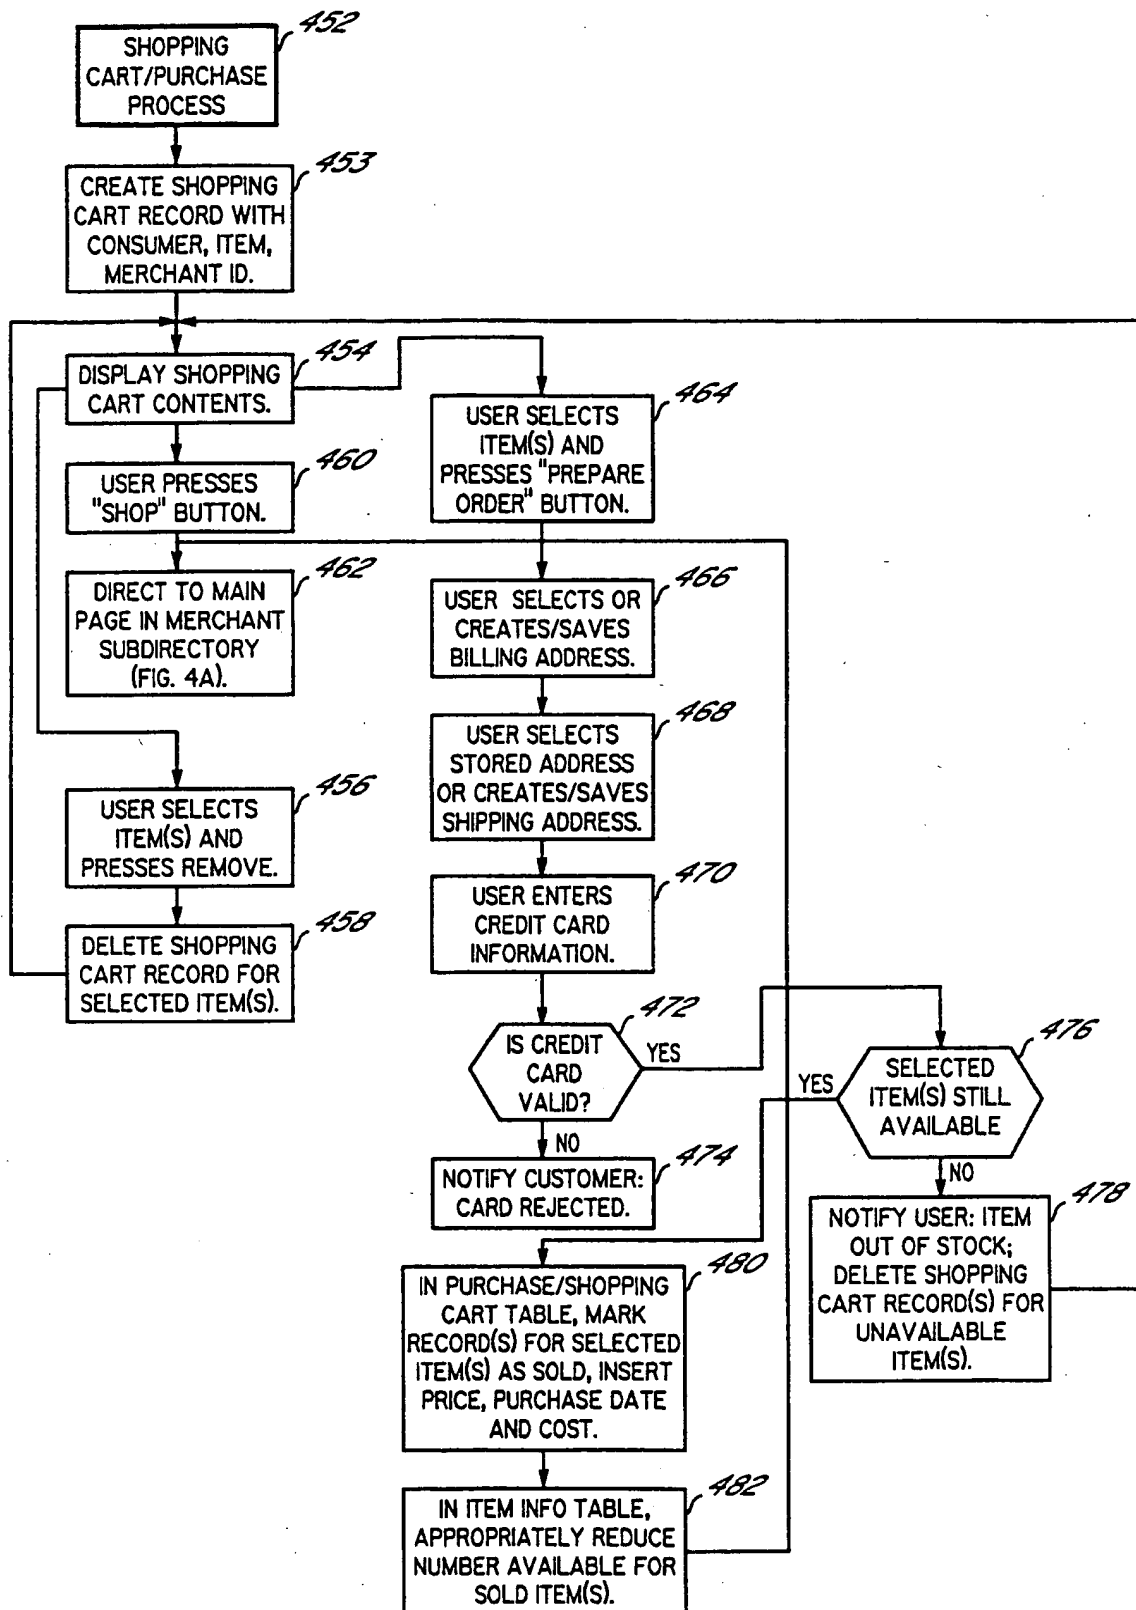 452
SHOPPING
CART/PURCHASE
PROCESS
453
CREATE SHOPPING
CART RECORD WITH
CONSUMER, ITEM,
MERCHANT ID.
454
DISPLAY SHOPPING
CART CONTENTS.
460
USER PRESSES
"SHOP" BUTTON.
462
DIRECT TO MAIN
PAGE IN MERCHANT
SUBDIRECTORY
(FIG. 4A).
456
USER SELECTS
ITEM(S) AND
PRESSES REMOVE.
458
DELETE SHOPPING
CART RECORD FOR
SELECTED ITEM(S).
464
USER SELECTS
ITEM(S) AND
PRESSES "PREPARE
ORDER" BUTTON.
466
USER SELECTS OR
CREATES/SAVES
BILLING ADDRESS.
468
USER SELECTS
STORED ADDRESS
OR CREATES/SAVES
SHIPPING ADDRESS.
470
USER ENTERS
CREDIT CARD
INFORMATION.
472
IS CREDIT
CARD
VALID?
YES
NO
474
NOTIFY CUSTOMER:
CARD REJECTED.
476
SELECTED
ITEM(S) STILL
AVAILABLE
YES
NO
478
NOTIFY USER: ITEM
OUT OF STOCK;
DELETE SHOPPING
CART RECORD(S) FOR
UNAVAILABLE
ITEM(S).
480
IN PURCHASE/SHOPPING
CART TABLE, MARK
RECORD(S) FOR SELECTED
ITEM(S) AS SOLD, INSERT
PRICE, PURCHASE DATE
AND COST.
482
IN ITEM INFO TABLE,
APPROPRIATELY REDUCE
NUMBER AVAILABLE FOR
SOLD ITEM(S).